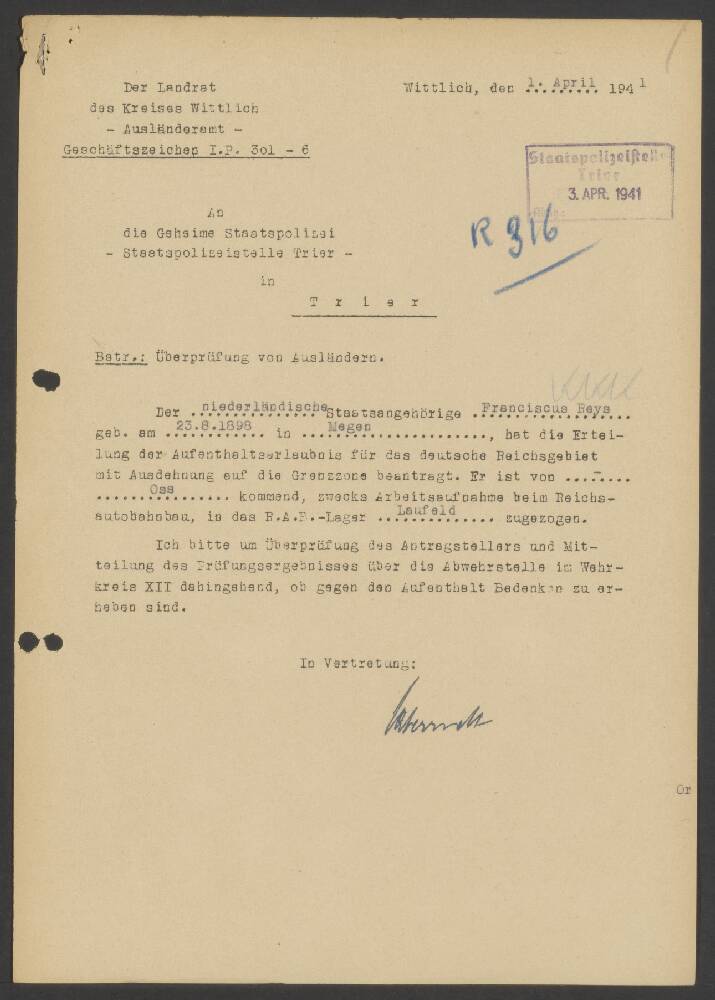 Der Landrat
des Kreises Wittlich
- Ausländeramt -
Geschäftszeichen I.P. 3o1 - 6
Wittlich, den 1. April 1941
Staatspolizeistelle
Trier
3. APR. 1941
R 316
An
die Geheime Staatspolizei
- Staatspolizeistelle Trier -
in
Trier
Betr.: Überprüfung von Ausländern.
Der niederländische Staatsangehörige Franciscus Reys
geb. am 23.8.1898 in Megen, hat die Ertei-
lung der Aufenthaltserlaubnis für das deutsche Reichsgebiet
mit Ausdehnung auf die Grenzzone beantragt. Er ist von ....-....
Oss kommend, zwecks Arbeitsaufnahme beim Reichs-
autobahnbau, in das R.A.B.-Lager Laufeld zugezogen.
Ich bitte um Überprüfung des Antragstellers und Mit-
teilung des Prüfungsergebnisses über die Abwehrstelle im Wehr-
kreis XII dahingehend, ob gegen den Aufenthalt Bedenken zu er-
heben sind.
In Vertretung:
Or